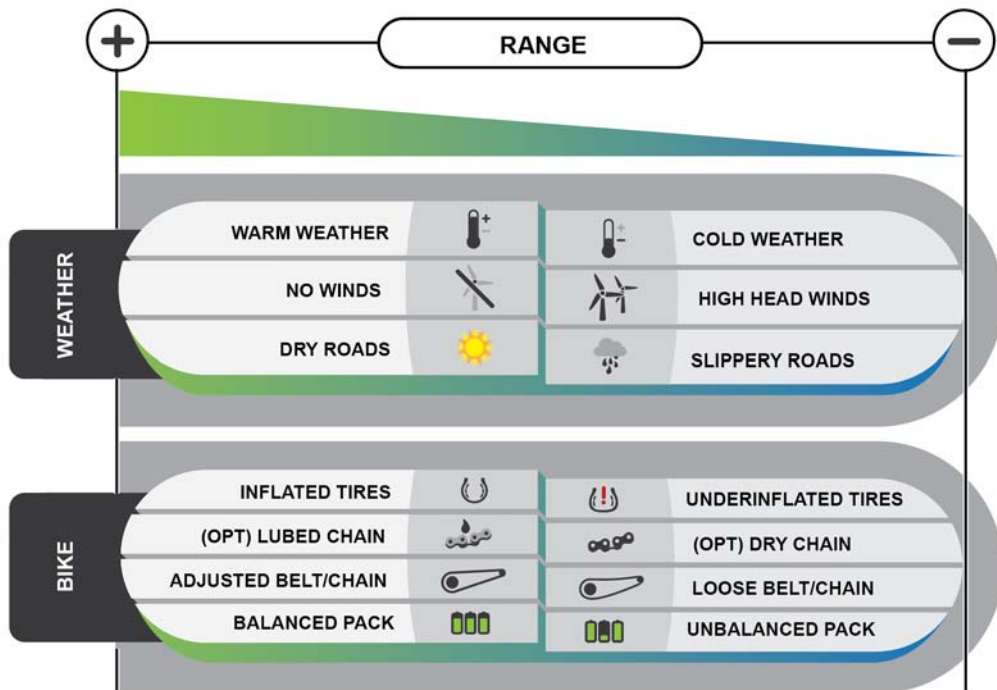 RANGE
WEATHER
WARM WEATHER
COLD WEATHER
NO WINDS
HIGH HEAD WINDS
DRY ROADS
SLIPPERY ROADS
BIKE
INFLATED TIRES
UNDERINFLATED TIRES
(OPT) LUBED CHAIN
(OPT) DRY CHAIN
ADJUSTED BELT/CHAIN
LOOSE BELT/CHAIN
BALANCED PACK
UNBALANCED PACK